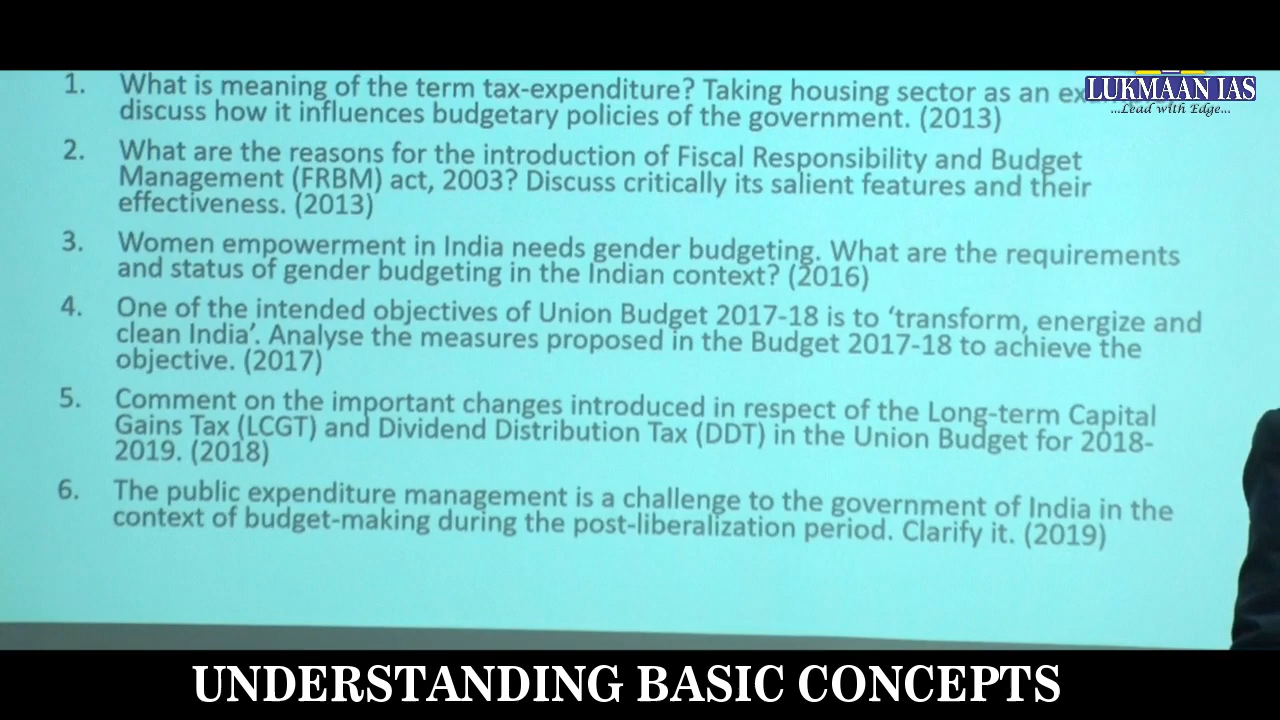 1. What is meaning of the term tax-expenditure? Taking housing sector as an ex
LUKMAAN IAS
...Lead with Edge...
discuss how it influences budgetary policies of the government. (2013)
2. What are the reasons for the introduction of Fiscal Responsibility and Budget
Management (FRBM) act, 2003? Discuss critically its salient features and their
effectiveness. (2013)
3. Women empowerment in India needs gender budgeting. What are the requirements
and status of gender budgeting in the Indian context? (2016)
4. One of the intended objectives of Union Budget 2017-18 is to ‘transform, energize and
clean India’. Analyse the measures proposed in the Budget 2017-18 to achieve the
objective. (2017)
5. Comment on the important changes introduced in respect of the Long-term Capital
Gains Tax (LCGT) and Dividend Distribution Tax (DDT) in the Union Budget for 2018-
2019. (2018)
6. The public expenditure management is a challenge to the government of India in the
context of budget-making during the post-liberalization period. Clarify it. (2019)
UNDERSTANDING BASIC CONCEPTS